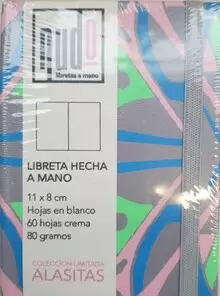 nudo
libretas a mano
LIBRETA HECHA
A MANO
11 x 8 cm
Hojas en blanco
60 hojas crema
80 gramos
COLECCIÓN LIMITADA
ALASITAS